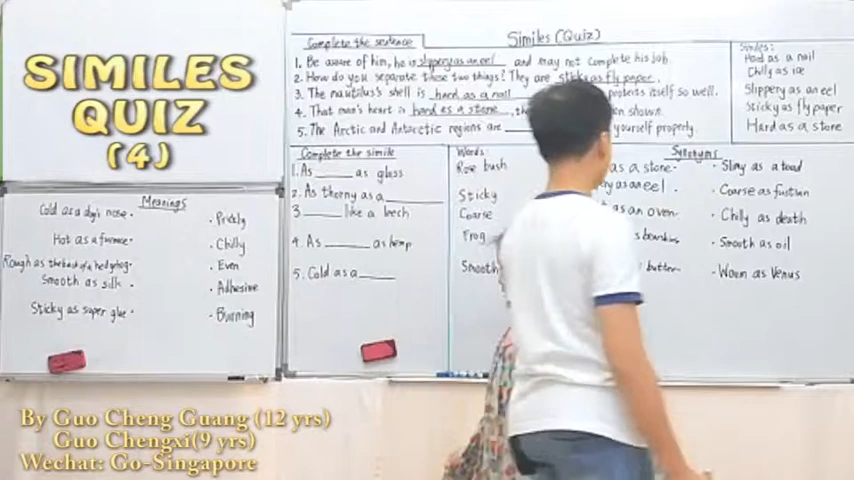 SIMILES
QUIZ
(4)
Similes (Quiz)
Complete the sentence
1. Be aware of him, he is slippery as an eel and may not complete his job.
2. How do you separate these two things! They are sticky as fly paper.
3. The nautilus's shell is hard as a nail protects itself so well.
4. That man's heart is hard as a stone, shown.
5. The Arctic and Antarctic regions are yourself properly.
Similes:
Hard as a nail
Chilly as ice
Slippery as an eel
Sticky as fly paper
Hard as a stone
Meanings
Cold as a dog's nose
Hot as a furnace
Rough as the back of a hedgehog
Smooth as silk
Sticky as super glue
Prickly
Chilly
Even
Adhesive
Burning
Complete the simile
1. As ____ as glass
2. As thorny as a ____
3. ____ like a leech
4. As ____ as hemp
5. Cold as a ____
Words:
Rose bush
Sticky
Coarse
Frog
Smooth
Synonyms
as a stone
as an eel
as an oven
butter
Slimy as a toad
Coarse as fustian
Chilly as death
Smooth as oil
Warm as Venus
By Guo Cheng Guang (12 yrs)
Guo Chengxi(9 yrs)
Wechat: Go-Singapore